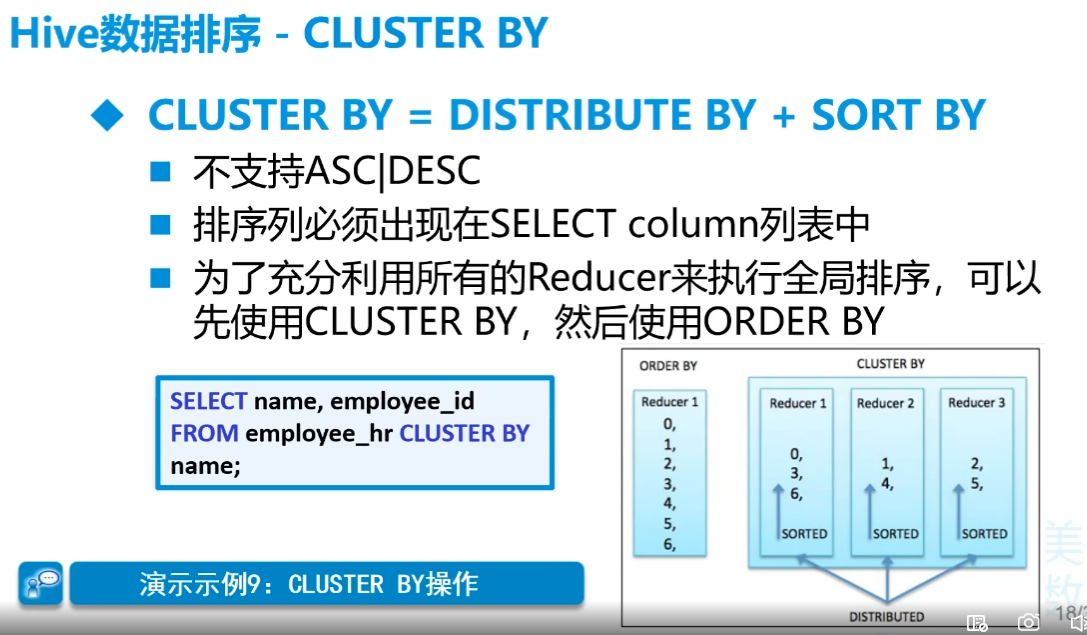 Hive数据排序 - CLUSTER BY
CLUSTER BY = DISTRIBUTE BY + SORT BY
不支持ASC|DESC
排序列必须出现在SELECT column列表中
为了充分利用所有的Reducer来执行全局排序，可以
先使用CLUSTER BY，然后使用ORDER BY
SELECT name, employee_id
FROM employee_hr CLUSTER BY
name;
ORDER BY
Reducer 1
0,
1,
2,
3,
4,
5,
6,
CLUSTER BY
Reducer 1
0,
3,
6,
SORTED
Reducer 2
1,
4,
SORTED
Reducer 3
2,
5,
SORTED
DISTRIBUTED
演示示例9：CLUSTER BY操作
美
数